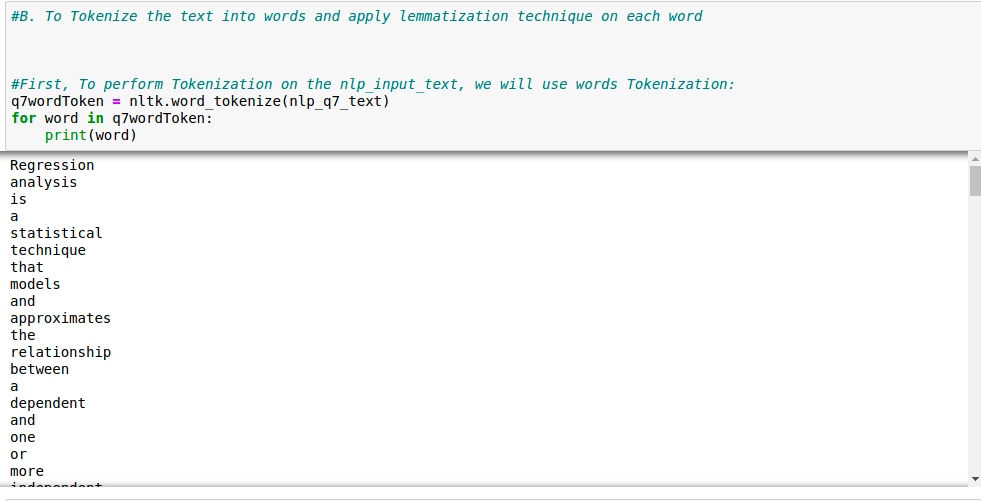 #B. To Tokenize the text into words and apply lemmatization technique on each word
#First, To perform Tokenization on the nlp_input_text, we will use words Tokenization:
q7wordToken = nltk.word_tokenize(nlp_q7_text)
for word in q7wordToken:
    print(word)
Regression
analysis
is
a
statistical
technique
that
models
and
approximates
the
relationship
between
a
dependent
and
one
or
more
independent